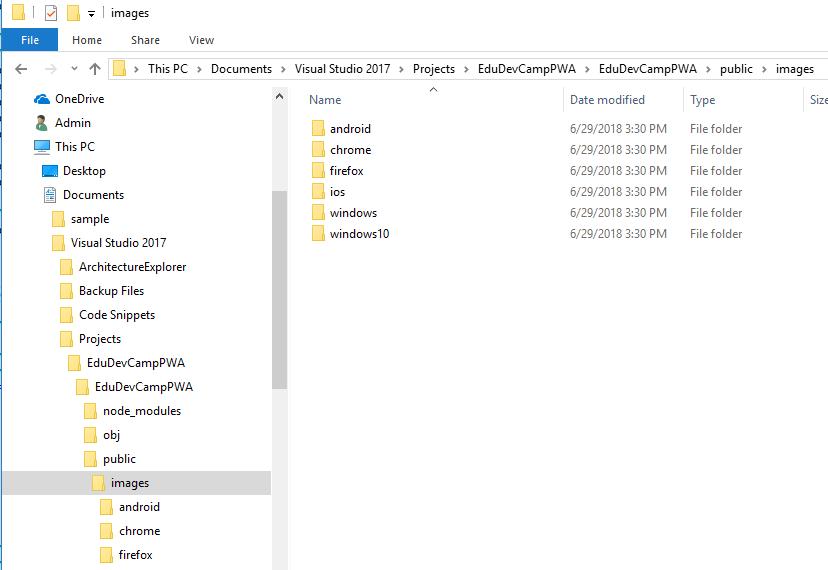 images
File Home Share View
This PC Documents Visual Studio 2017 Projects EduDevCampPWA EduDevCampPWA public images
OneDrive
Admin
This PC
Desktop
Documents
sample
Visual Studio 2017
ArchitectureExplorer
Backup Files
Code Snippets
Projects
EduDevCampPWA
EduDevCampPWA
node_modules
obj
public
images
android
chrome
firefox
Name Date modified Type Size
android 6/29/2018 3:30 PM File folder
chrome 6/29/2018 3:30 PM File folder
firefox 6/29/2018 3:30 PM File folder
ios 6/29/2018 3:30 PM File folder
windows 6/29/2018 3:30 PM File folder
windows10 6/29/2018 3:30 PM File folder